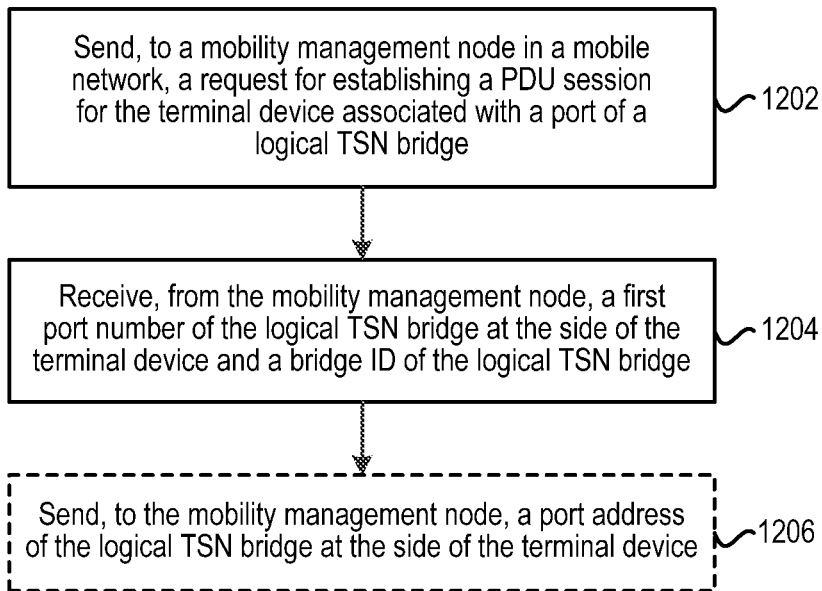 Send, to a mobility management node in a mobile
network, a request for establishing a PDU session
for the terminal device associated with a port of a
logical TSN bridge
1202
Receive, from the mobility management node, a first
port number of the logical TSN bridge at the side of the
terminal device and a bridge ID of the logical TSN bridge
1204
Send, to the mobility management node, a port address
of the logical TSN bridge at the side of the terminal device
1206